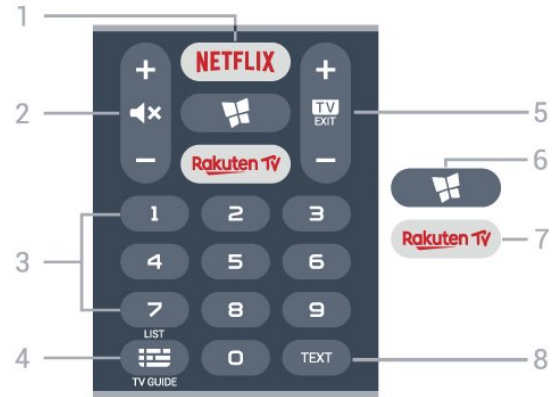 1
NETFLIX
+ +
2 TV 5
EXIT
6
- Rakuten TV -
1 2 3
Rakuten TV 7
3 4 5 6
7 8 9
LIST
4 0 TEXT 8
TV GUIDE